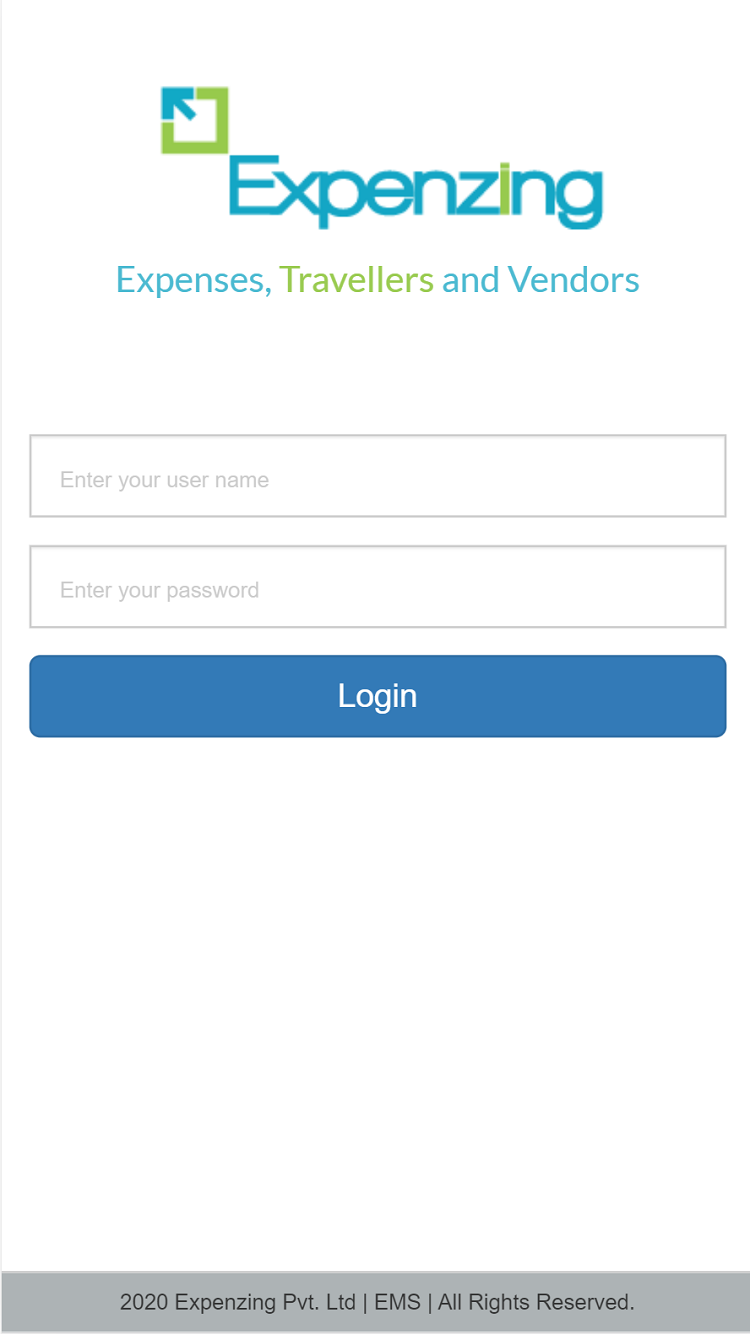 Expenzing
Expenses, Travellers and Vendors
Enter your user name
Enter your password
Login
2020 Expenzing Pvt. Ltd | EMS | All Rights Reserved.